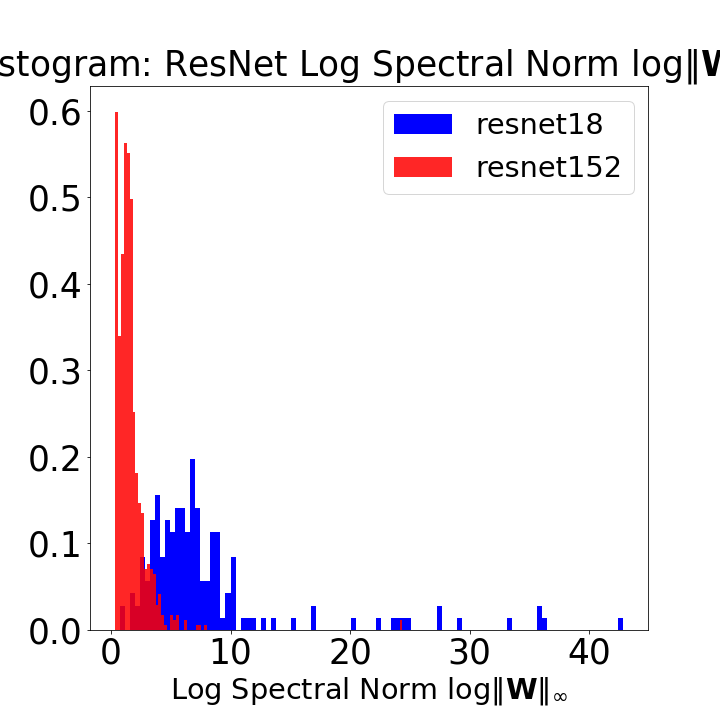 stogram: ResNet Log Spectral Norm log‖W
resnet18
resnet152
0.6
0.5
0.4
0.3
0.2
0.1
0.0
0 10 20 30 40
Log Spectral Norm log‖W‖∞